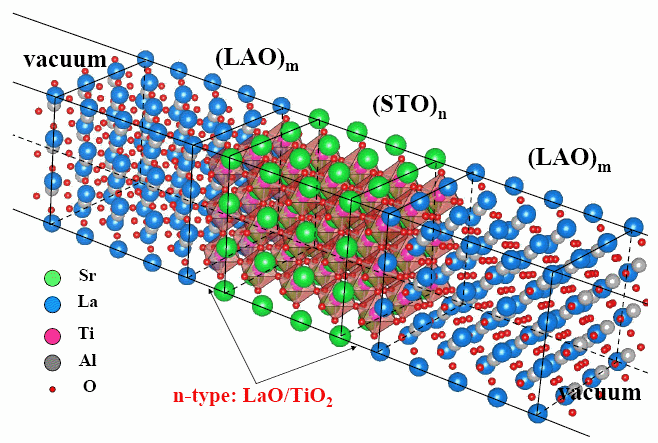 vacuum
(LAO)m
(STO)n
(LAO)m
Sr
La
Ti
Al
O
n-type: LaO/TiO2
vacuum